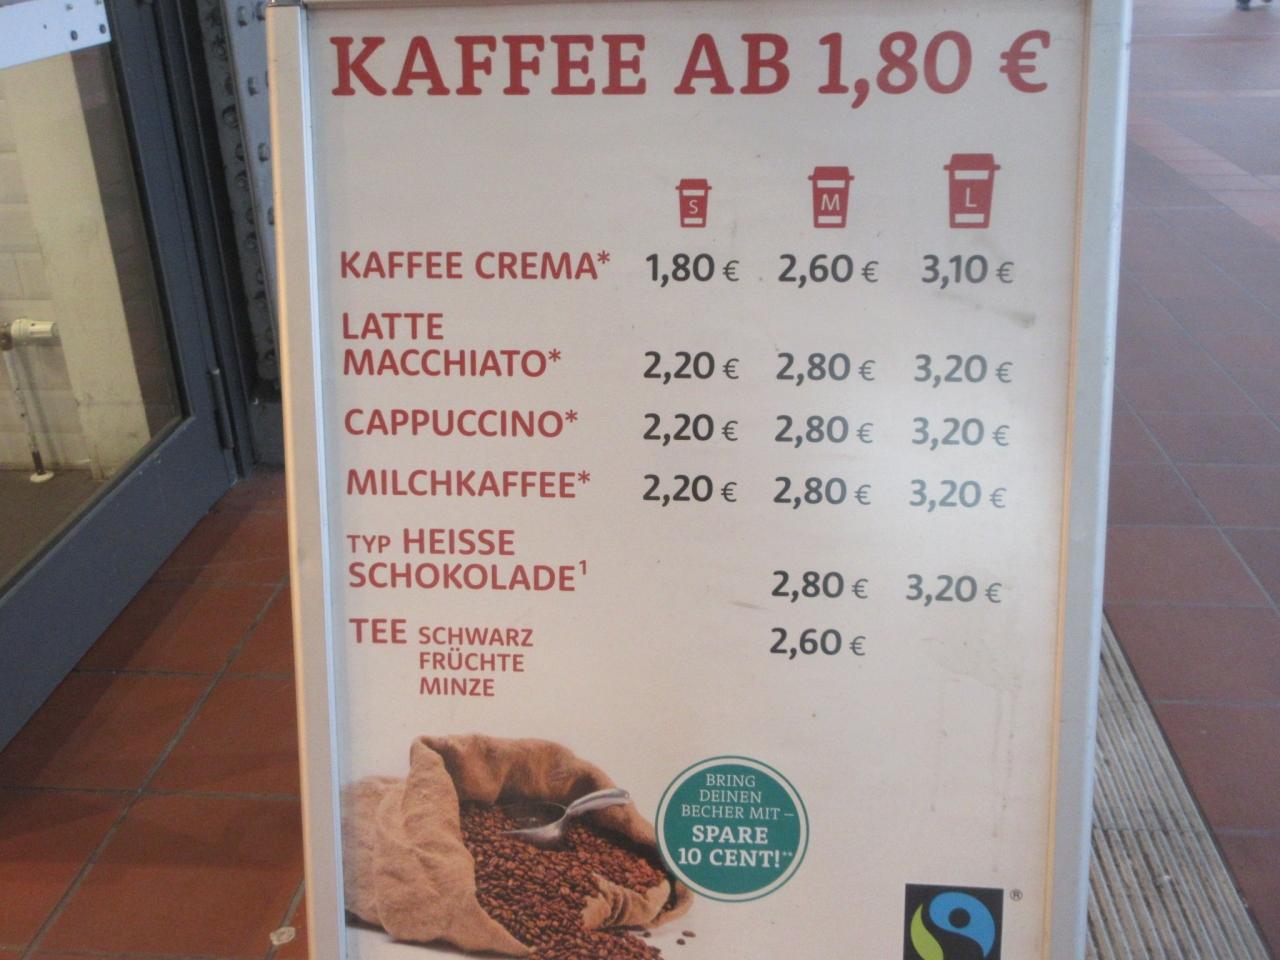 KAFFEE AB 1,80 €
S M L
KAFFEE CREMA* 1,80 € 2,60 € 3,10 €
LATTE
MACCHIATO* 2,20 € 2,80 € 3,20 €
CAPPUCCINO* 2,20 € 2,80 € 3,20 €
MILCHKAFFEE* 2,20 € 2,80 € 3,20 €
TYP HEISSE
SCHOKOLADE¹ 2,80 € 3,20 €
TEE SCHWARZ 2,60 €
FRÜCHTE
MINZE
BRING
DEINEN
BECHER MIT –
SPARE
10 CENT!**
®